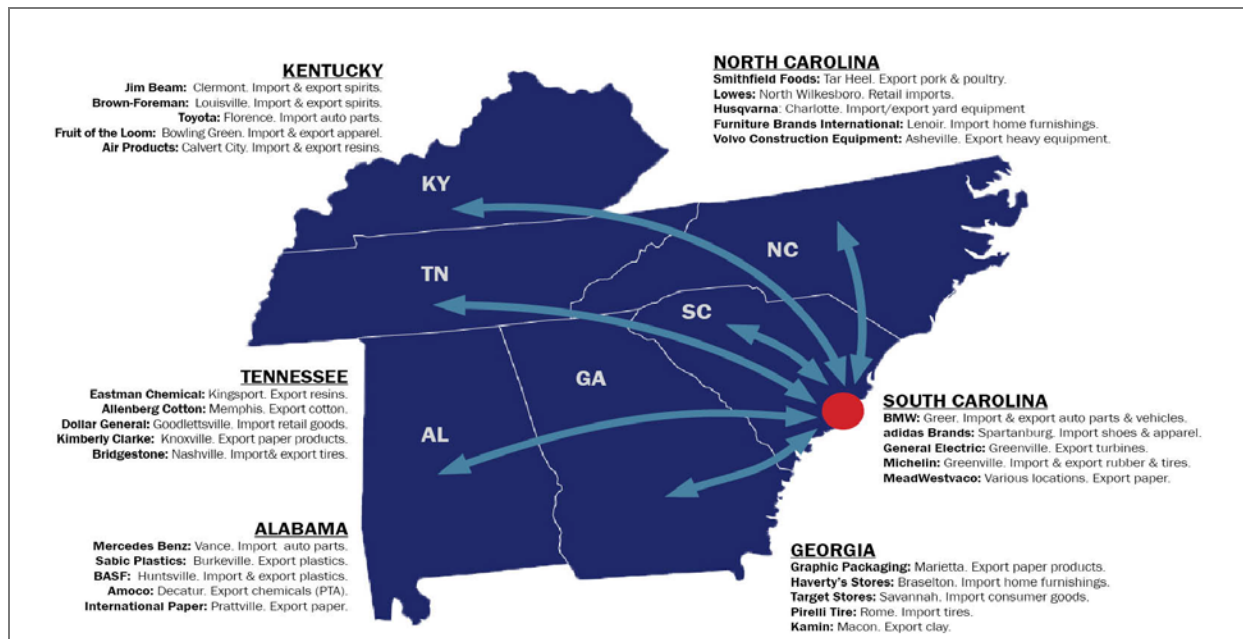 KENTUCKY
Jim Beam: Clermont. Import & export spirits.
Brown-Foreman: Louisville. Import & export spirits.
Toyota: Florence. Import auto parts.
Fruit of the Loom: Bowling Green. Import & export apparel.
Air Products: Calvert City. Import & export resins.
NORTH CAROLINA
Smithfield Foods: Tar Heel. Export pork & poultry.
Lowes: North Wilkesboro. Retail imports.
Husqvarna: Charlotte. Import/export yard equipment
Furniture Brands International: Lenoir. Import home furnishings.
Volvo Construction Equipment: Asheville. Export heavy equipment.
KY
NC
TN
SC
GA
AL
TENNESSEE
Eastman Chemical: Kingsport. Export resins.
Allenberg Cotton: Memphis. Export cotton.
Dollar General: Goodlettsville. Import retail goods.
Kimberly Clarke: Knoxville. Export paper products.
Bridgestone: Nashville. Import& export tires.
SOUTH CAROLINA
BMW: Greer. Import & export auto parts & vehicles.
adidas Brands: Spartanburg. Import shoes & apparel.
General Electric: Greenville. Export turbines.
Michelin: Greenville. Import & export rubber & tires.
MeadWestvaco: Various locations. Export paper.
ALABAMA
Mercedes Benz: Vance. Import auto parts.
Sabic Plastics: Burkeville. Export plastics.
BASF: Huntsville. Import & export plastics.
Amoco: Decatur. Export chemicals (PTA).
International Paper: Prattville. Export paper.
GEORGIA
Graphic Packaging: Marietta. Export paper products.
Haverty's Stores: Braselton. Import home furnishings.
Target Stores: Savannah. Import consumer goods.
Pirelli Tire: Rome. Import tires.
Kamin: Macon. Export clay.